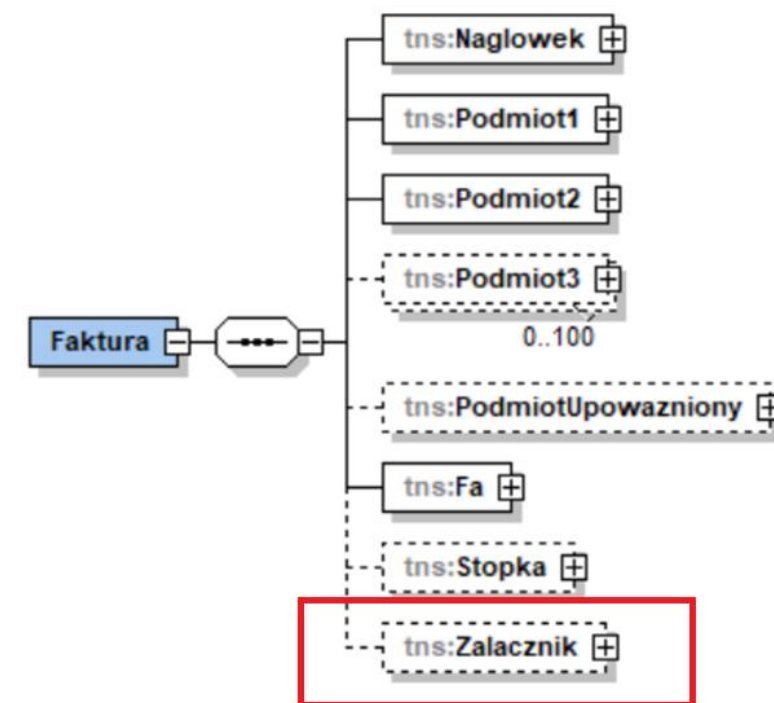 tns:Naglowek
tns:Podmiot1
tns:Podmiot2
tns:Podmiot3
0..100
Faktura
tns:PodmiotUpowazniony
tns:Fa
tns:Stopka
tns:Zalacznik